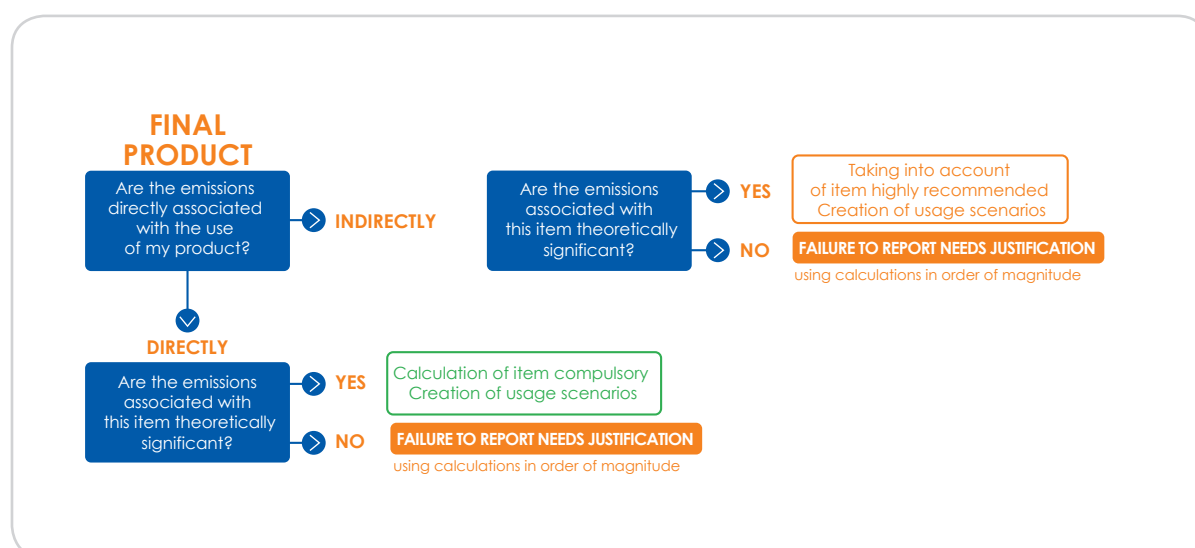 FINAL
PRODUCT
Are the emissions
directly associated
with the use
of my product?
INDIRECTLY
Are the emissions
associated with
this item theoretically
significant?
YES
Taking into account
of item highly recommended
Creation of usage scenarios
NO
FAILURE TO REPORT NEEDS JUSTIFICATION
using calculations in order of magnitude
DIRECTLY
Are the emissions
associated with
this item theoretically
significant?
YES
Calculation of item compulsory
Creation of usage scenarios
NO
FAILURE TO REPORT NEEDS JUSTIFICATION
using calculations in order of magnitude